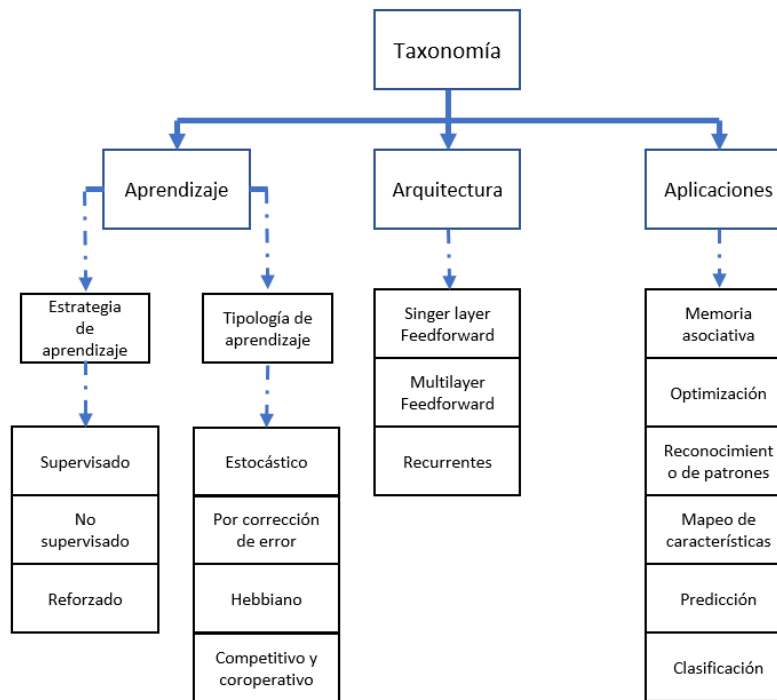 Taxonomía
Aprendizaje
Arquitectura
Aplicaciones
Estrategia
de
aprendizaje
Tipología de
aprendizaje
Singer layer
Feedforward
Multilayer
Feedforward
Recurrentes
Memoria
asociativa
Optimización
Reconocimient
o de patrones
Mapeo de
características
Predicción
Clasificación
Supervisado
No
supervisado
Reforzado
Estocástico
Por corrección
de error
Hebbiano
Competitivo y
coroperativo